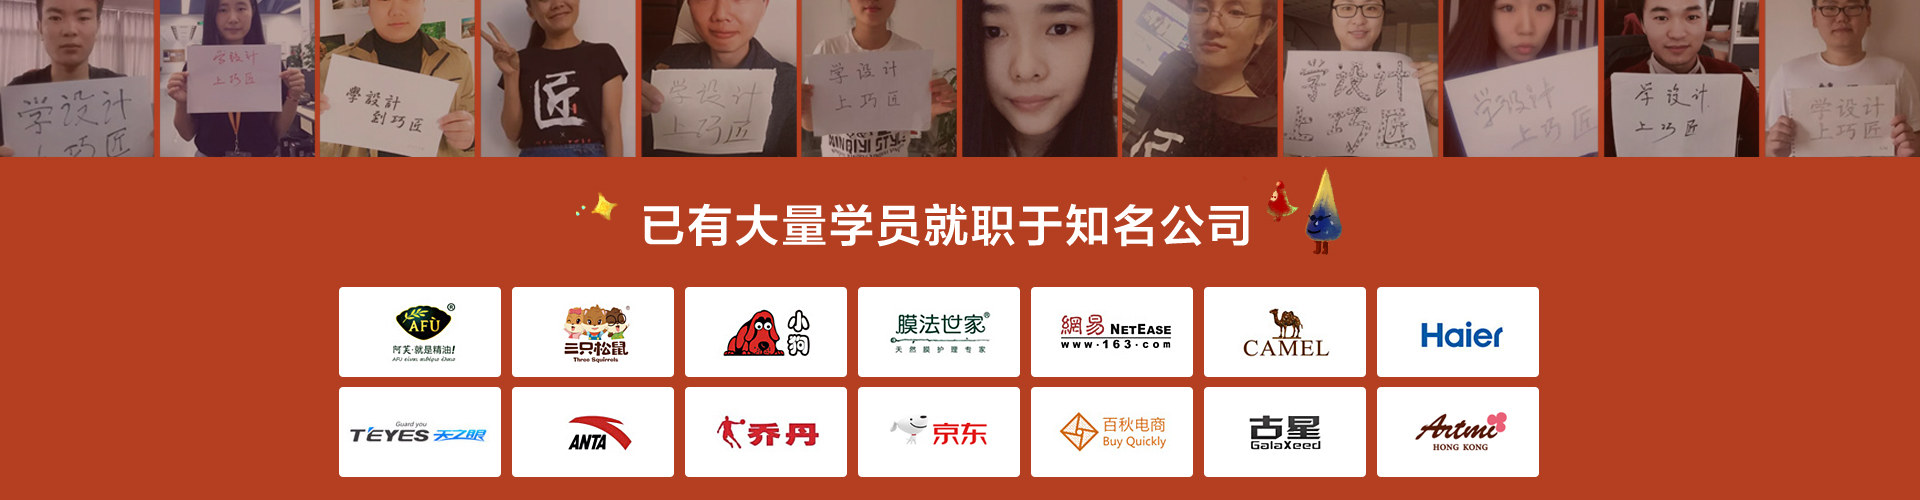 学设计
上巧匠
学设计
上巧匠
學設計
到巧匠
匠
学设计
上巧匠
学设计
上巧匠
学设计
上巧匠
学设计
上巧匠
学设计
上巧匠
学设计
上巧匠
已有大量学员就职于知名公司
AFÙ®
阿芙·就是精油!
三只松鼠
Three Squirrels
小狗
膜法世家®
天然膜护理专家
網易 NETEASE
www·163·com
CAMEL
Haier
Guard you
T'EYES 天之眼
ANTA
乔丹
京东
百秋电商
Buy Quickly
古星
GalaXeed
Artmi
HONG KONG